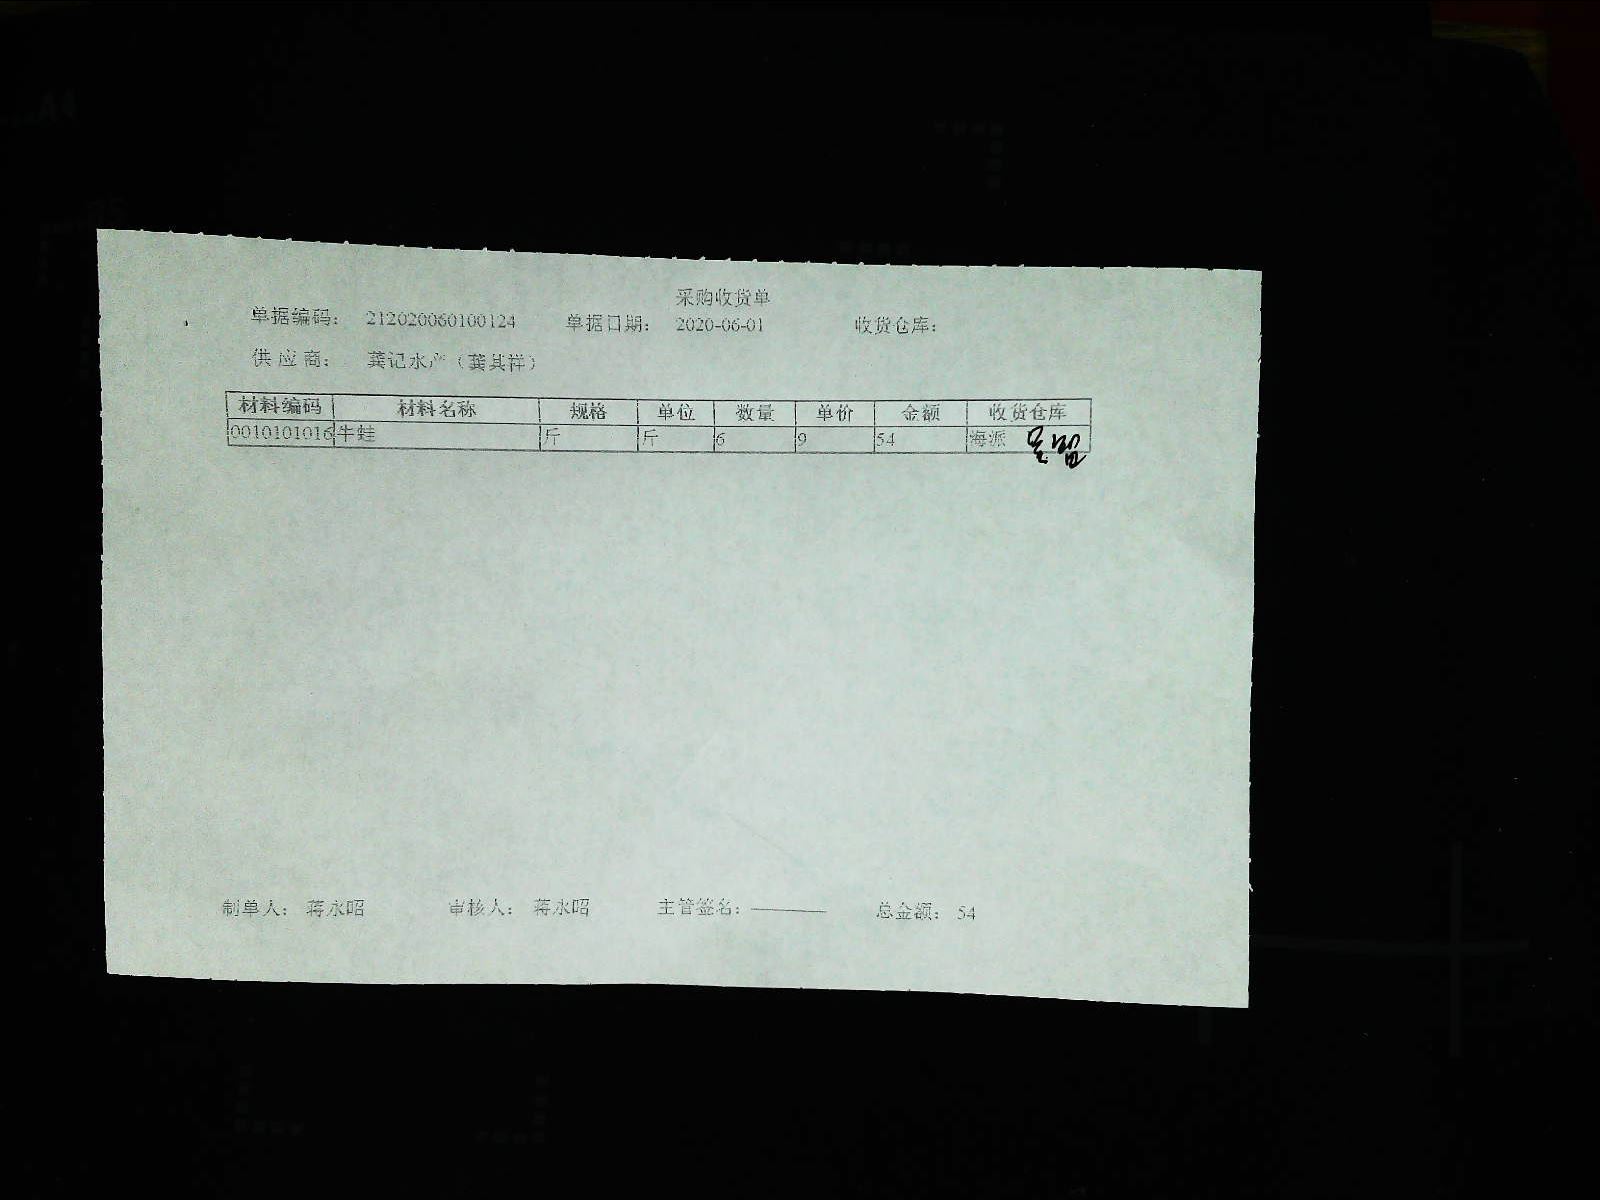 采购收货单
单据编码： 212020060100124 单据日期： 2020-06-01 收货仓库：
供 应 商： 龚记水产（龚其祥）
材料编码 材料名称 规格 单位 数量 单价 金额 收货仓库
0010101016 牛蛙 斤 斤 6 9 54 海派
制单人： 蒋永昭 审核人： 蒋永昭 主管签名： 总金额： 54